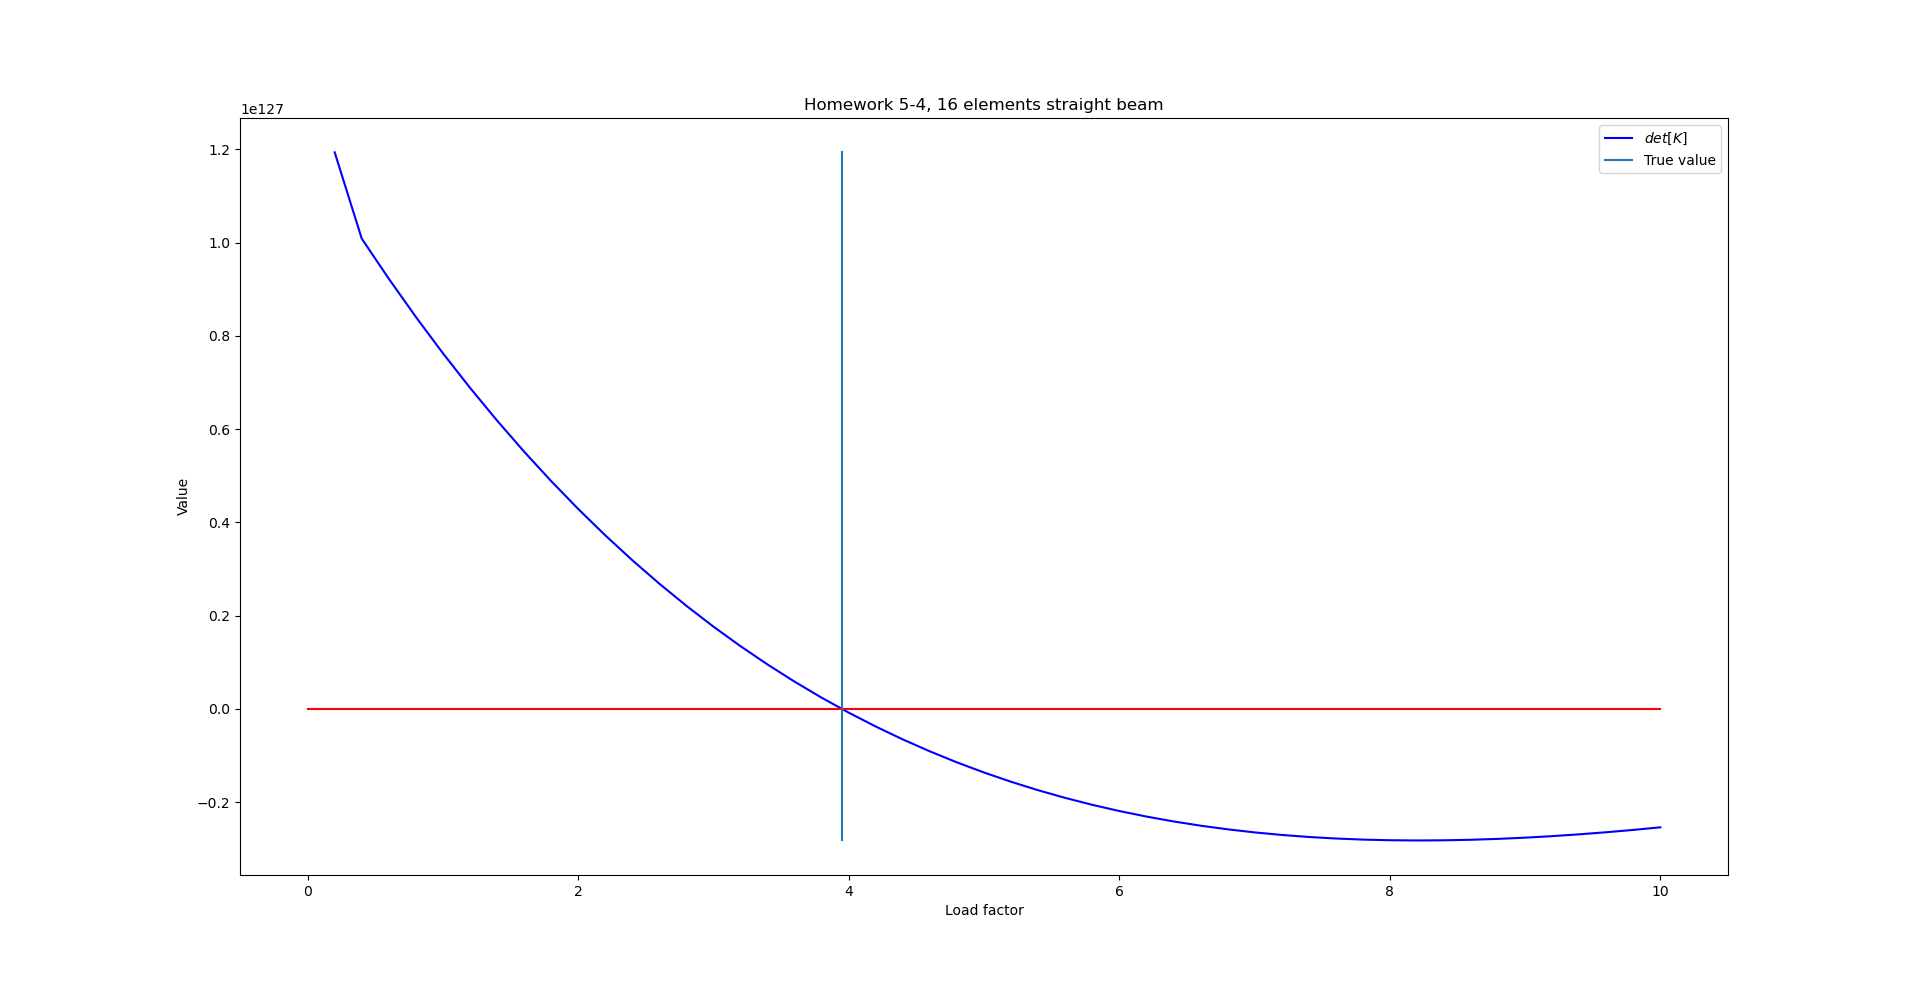 Homework 5-4, 16 elements straight beam
1e127
det[K]
True value
1.2
1.0
0.8
0.6
0.4
0.2
0.0
−0.2
Value
0
2
4
6
8
10
Load factor